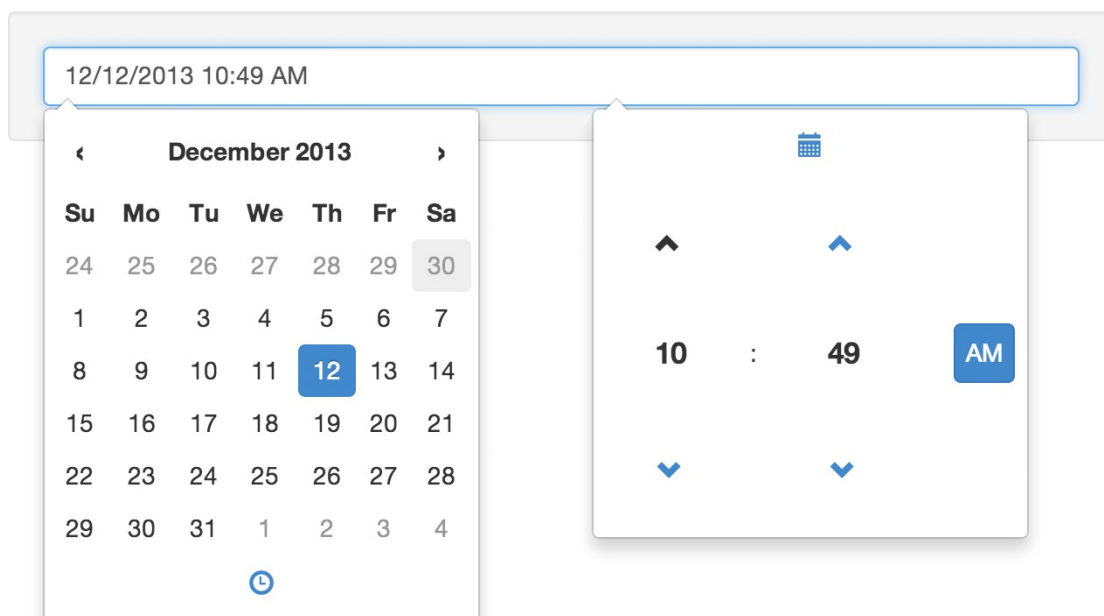 12/12/2013 10:49 AM
‹ December 2013 ›
Su Mo Tu We Th Fr Sa
24 25 26 27 28 29 30
1 2 3 4 5 6 7
8 9 10 11 12 13 14
15 16 17 18 19 20 21
22 23 24 25 26 27 28
29 30 31 1 2 3 4
10 : 49 AM